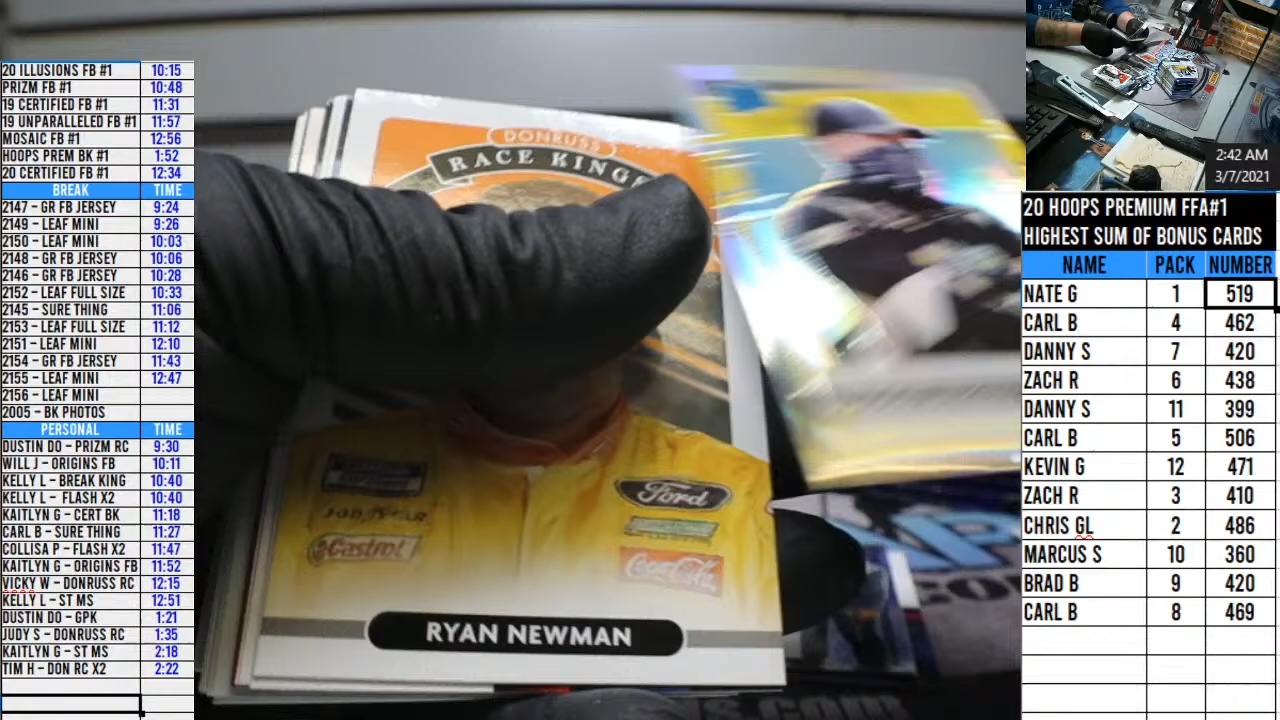 20 ILLUSIONS FB #1 10:15
PRIZM FB #1 10:48
19 CERTIFIED FB #1 11:31
19 UNPARALLELED FB #1 11:57
MOSAIC FB #1 12:56
HOOPS PREM BK #1 1:52
20 CERTIFIED FB #1 12:34
BREAK TIME
2147 – GR FB JERSEY 9:24
2149 – LEAF MINI 9:26
2150 – LEAF MINI 10:03
2148 – GR FB JERSEY 10:06
2146 – GR FB JERSEY 10:28
2152 – LEAF FULL SIZE 10:33
2145 – SURE THING 11:06
2153 – LEAF FULL SIZE 11:12
2151 – LEAF MINI 12:10
2154 – GR FB JERSEY 11:43
2155 – LEAF MINI 12:47
2156 – LEAF MINI
2005 – BK PHOTOS
PERSONAL TIME
DUSTIN DO – PRIZM RC 9:30
WILL J – ORIGINS FB 10:11
KELLY L – BREAK KING 10:40
KELLY L – FLASH X2 10:40
KAITLYN G – CERT BK 11:18
CARL B – SURE THING 11:27
COLLISA P – FLASH X2 11:47
KAITLYN G – ORIGINS FB 11:52
VICKY W – DONRUSS RC 12:15
KELLY L – ST MS 12:51
DUSTIN DO – GPK 1:21
JUDY S – DONRUSS RC 1:35
KAITLYN G – ST MS 2:18
TIM H – DON RC X2 2:22
DONRUSS
RACE KINGS
Ford
GOODYEAR
Castrol
Coca-Cola
RYAN NEWMAN
2:42 AM
3/7/2021
20 HOOPS PREMIUM FFA#1
HIGHEST SUM OF BONUS CARDS
NAME PACK NUMBER
NATE G 1 519
CARL B 4 462
DANNY S 7 420
ZACH R 6 438
DANNY S 11 399
CARL B 5 506
KEVIN G 12 471
ZACH R 3 410
CHRIS GL 2 486
MARCUS S 10 360
BRAD B 9 420
CARL B 8 469